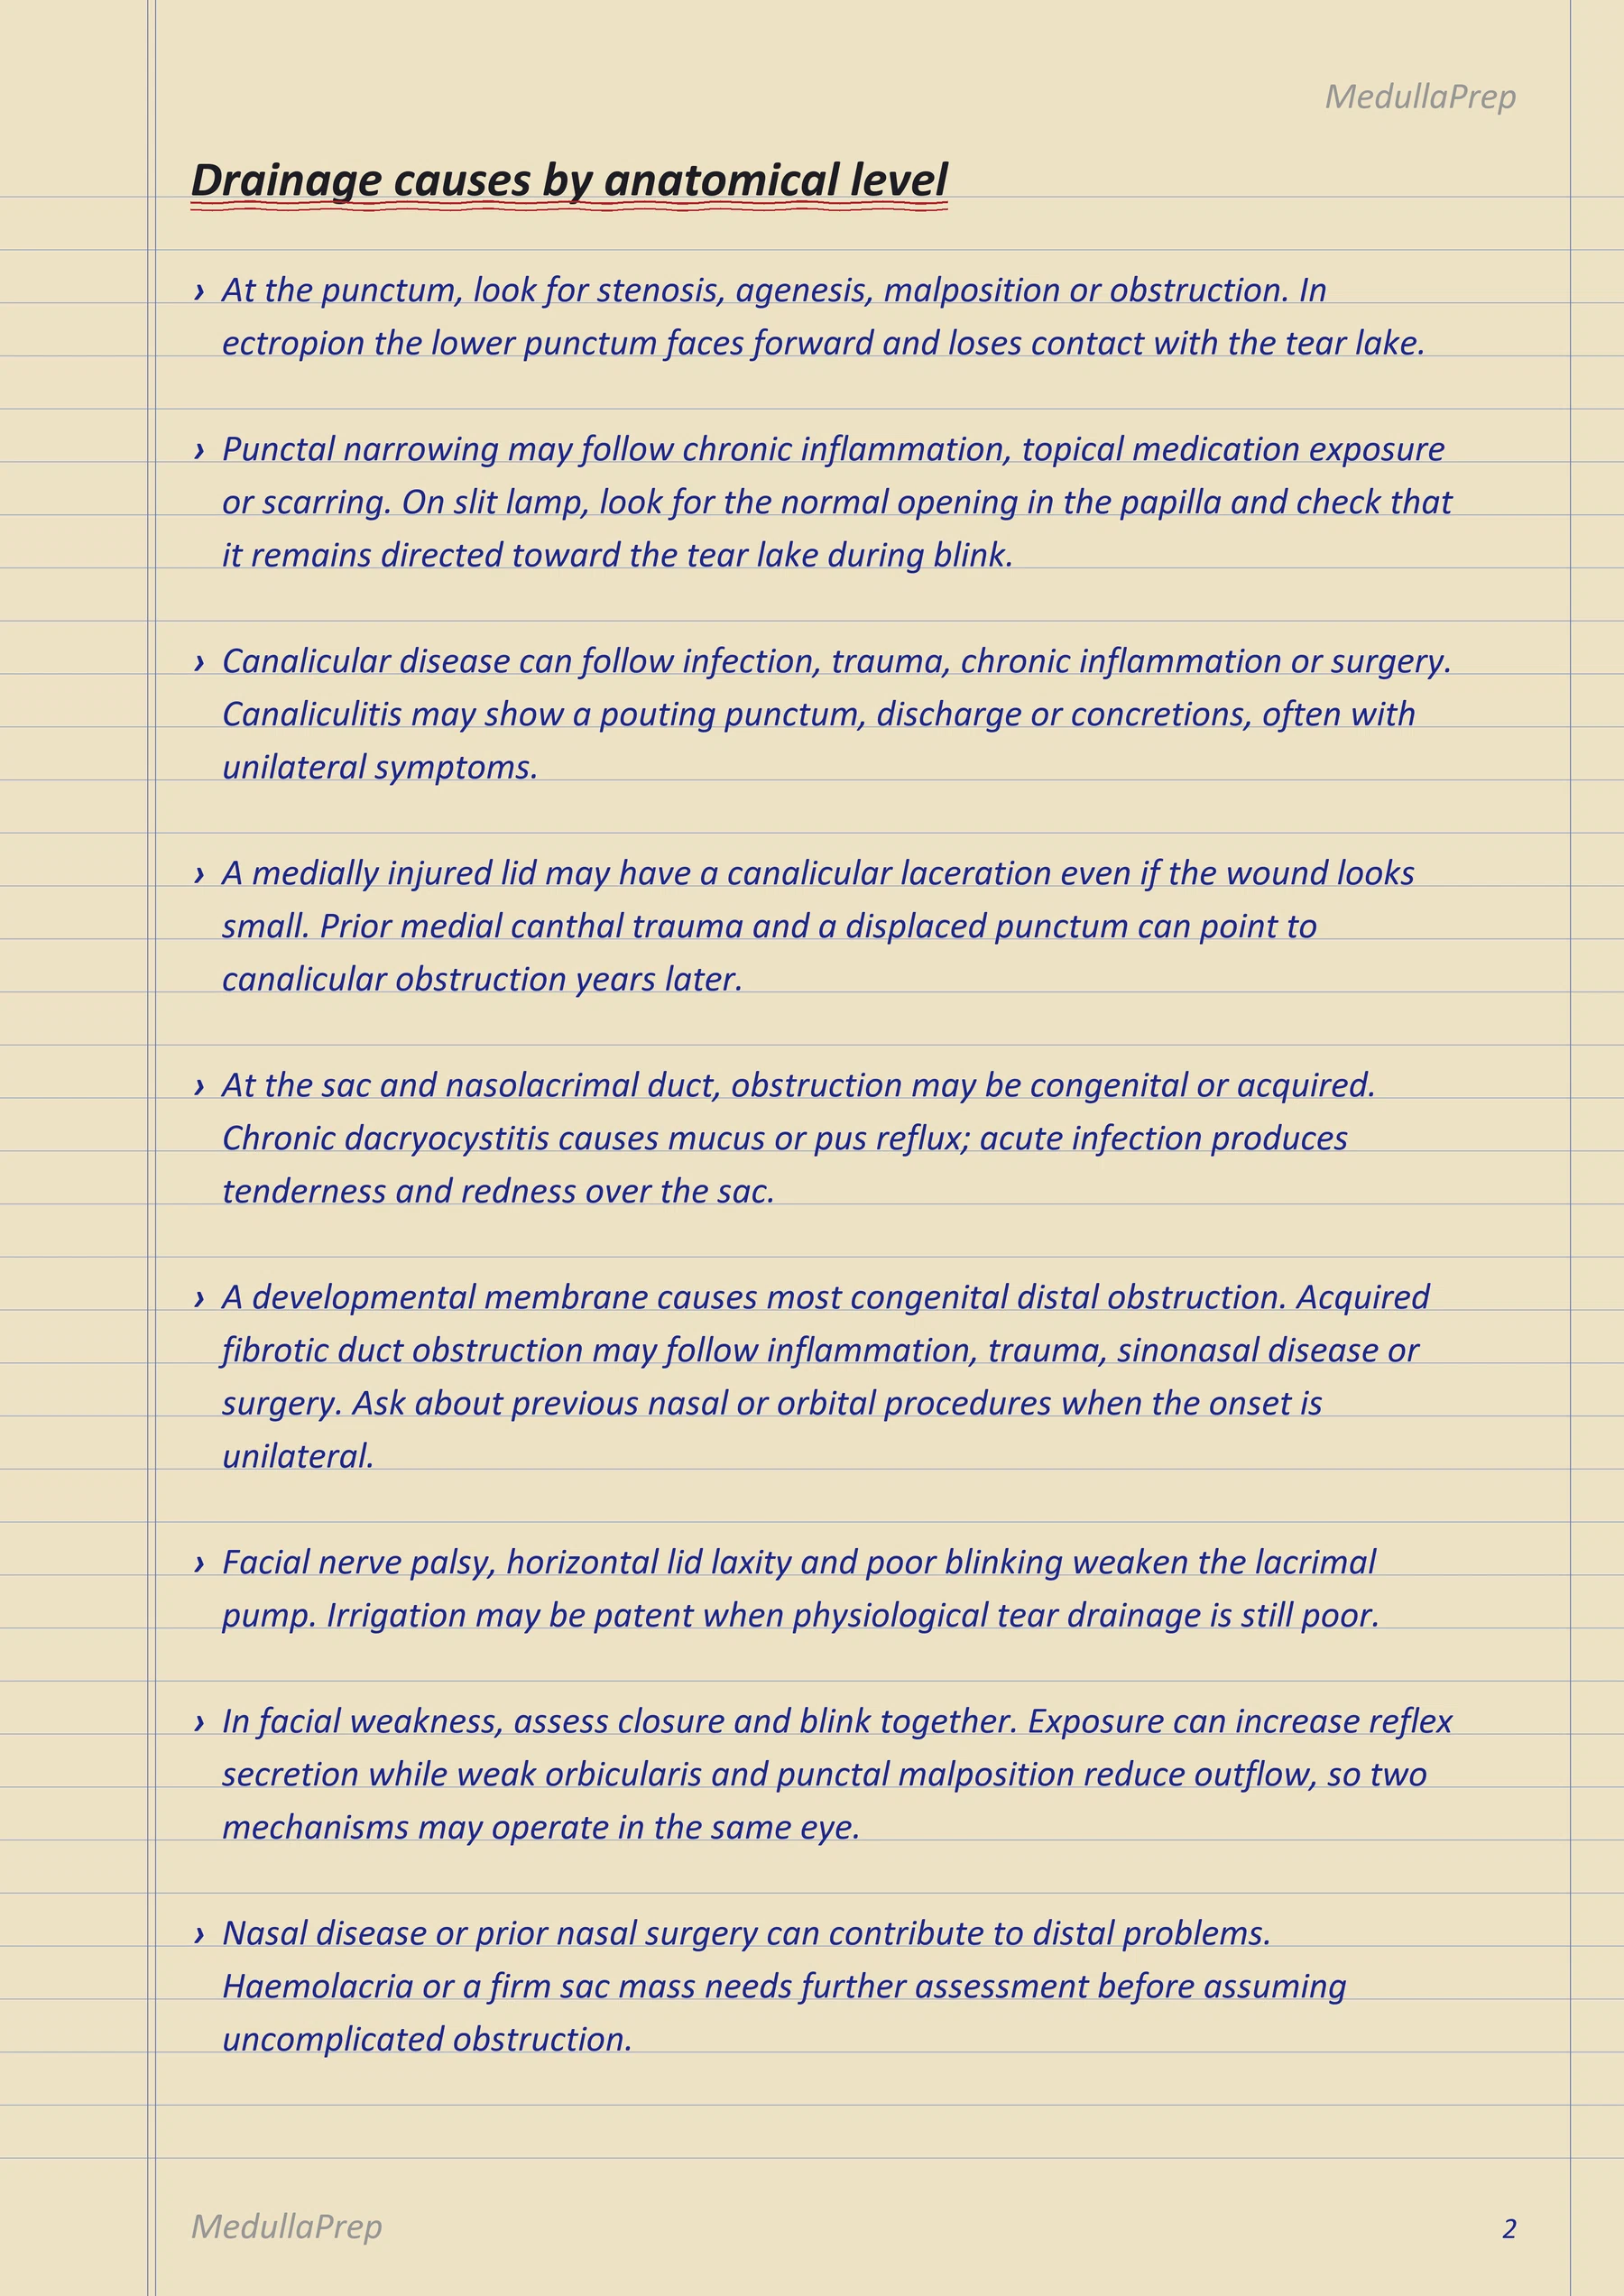 MedullaPrep
Drainage causes by anatomical level
› At the punctum, look for stenosis, agenesis, malposition or obstruction. In
ectropion the lower punctum faces forward and loses contact with the tear lake.
› Punctal narrowing may follow chronic inflammation, topical medication exposure
or scarring. On slit lamp, look for the normal opening in the papilla and check that
it remains directed toward the tear lake during blink.
› Canalicular disease can follow infection, trauma, chronic inflammation or surgery.
Canaliculitis may show a pouting punctum, discharge or concretions, often with
unilateral symptoms.
› A medially injured lid may have a canalicular laceration even if the wound looks
small. Prior medial canthal trauma and a displaced punctum can point to
canalicular obstruction years later.
› At the sac and nasolacrimal duct, obstruction may be congenital or acquired.
Chronic dacryocystitis causes mucus or pus reflux; acute infection produces
tenderness and redness over the sac.
› A developmental membrane causes most congenital distal obstruction. Acquired
fibrotic duct obstruction may follow inflammation, trauma, sinonasal disease or
surgery. Ask about previous nasal or orbital procedures when the onset is
unilateral.
› Facial nerve palsy, horizontal lid laxity and poor blinking weaken the lacrimal
pump. Irrigation may be patent when physiological tear drainage is still poor.
› In facial weakness, assess closure and blink together. Exposure can increase reflex
secretion while weak orbicularis and punctal malposition reduce outflow, so two
mechanisms may operate in the same eye.
› Nasal disease or prior nasal surgery can contribute to distal problems.
Haemolacria or a firm sac mass needs further assessment before assuming
uncomplicated obstruction.
MedullaPrep
2